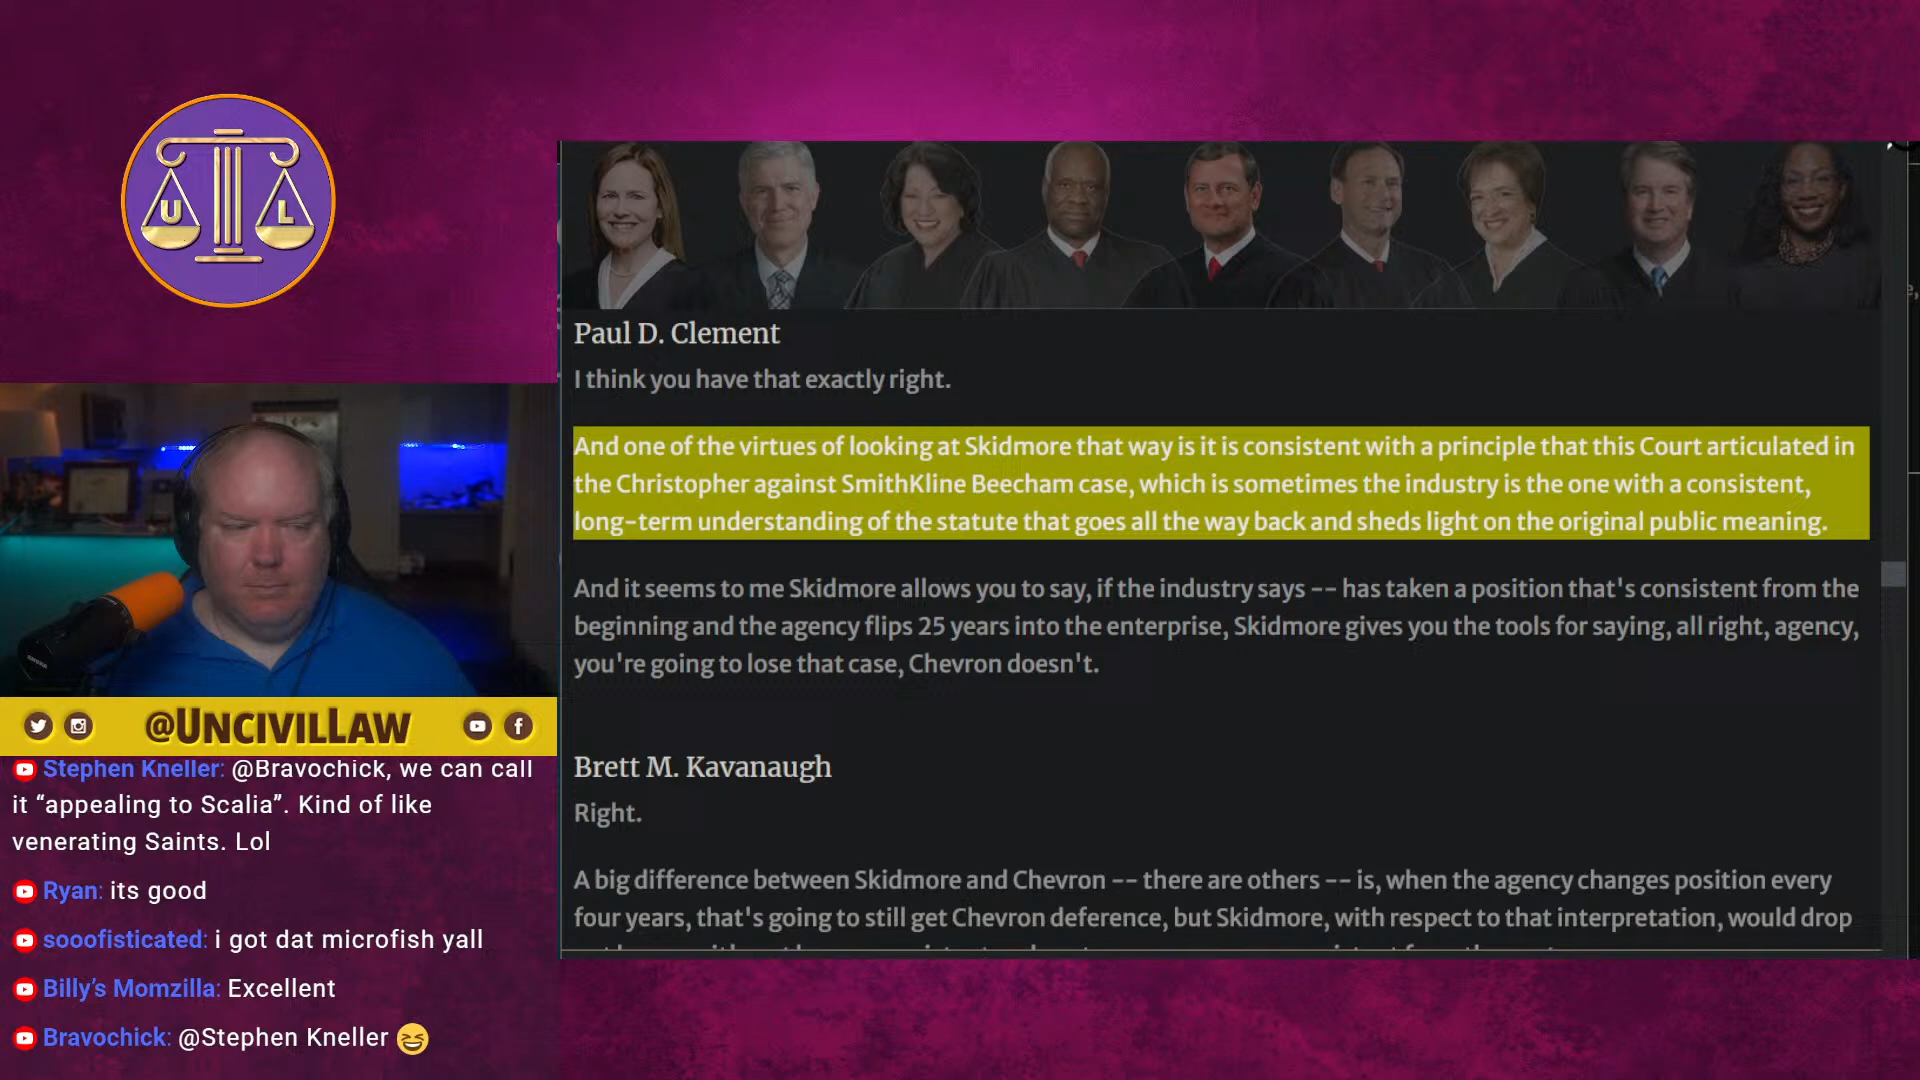 U L
Paul D. Clement
I think you have that exactly right.
And one of the virtues of looking at Skidmore that way is it is consistent with a principle that this Court articulated in
the Christopher against SmithKline Beecham case, which is sometimes the industry is the one with a consistent,
long-term understanding of the statute that goes all the way back and sheds light on the original public meaning.
And it seems to me Skidmore allows you to say, if the industry says -- has taken a position that's consistent from the
beginning and the agency flips 25 years into the enterprise, Skidmore gives you the tools for saying, all right, agency,
you're going to lose that case, Chevron doesn't.
Brett M. Kavanaugh
Right.
A big difference between Skidmore and Chevron -- there are others -- is, when the agency changes position every
four years, that's going to still get Chevron deference, but Skidmore, with respect to that interpretation, would drop
@UNCIVILLAW
Stephen Kneller: @Bravochick, we can call
it “appealing to Scalia”. Kind of like
venerating Saints. Lol
Ryan: its good
sooofisticated: i got dat microfish yall
Billy’s Momzilla: Excellent
Bravochick: @Stephen Kneller